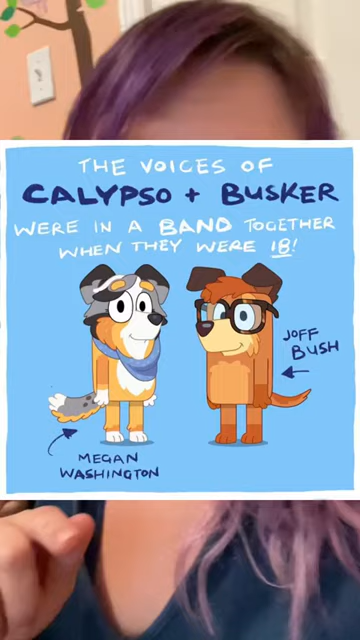 THE VOICES OF
CALYPSO + BUSKER
WERE IN A BAND TOGETHER
WHEN THEY WERE 18!
JOFF
BUSH
MEGAN
WASHINGTON